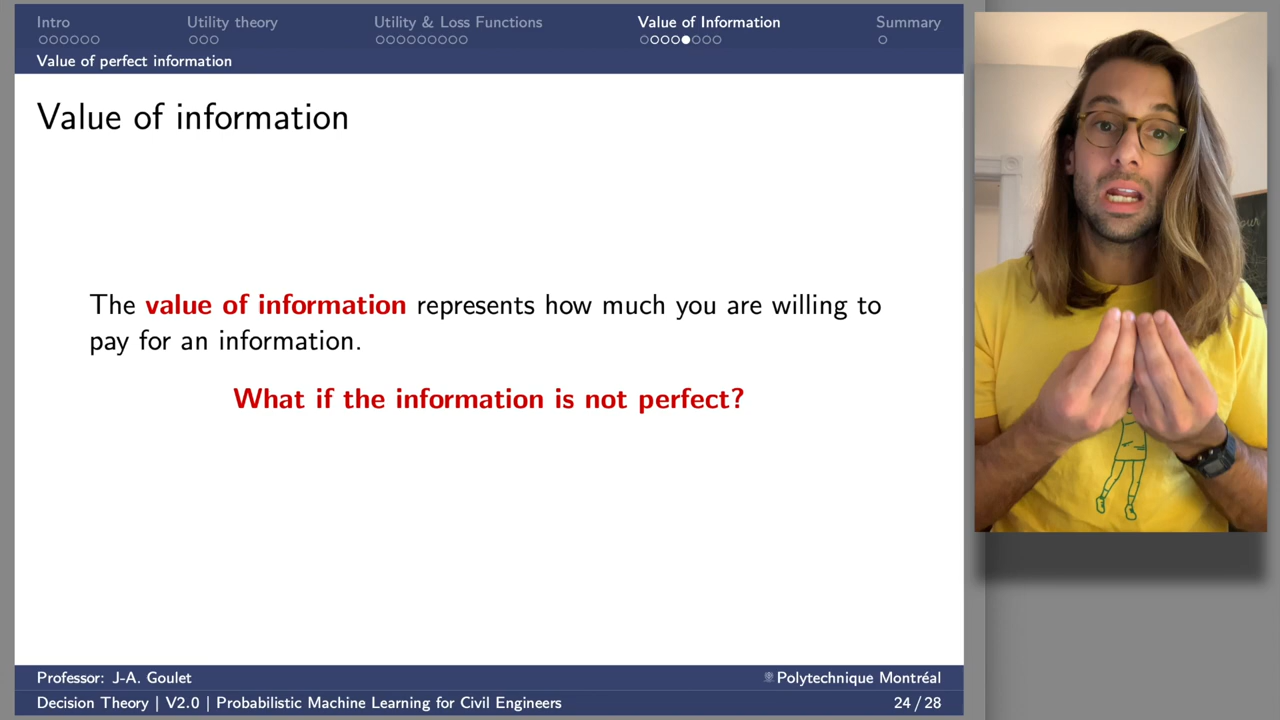 Intro
Utility theory
Utility & Loss Functions
Value of Information
Summary
Value of perfect information
Value of information
The value of information represents how much you are willing to
pay for an information.
What if the information is not perfect?
Professor: J-A. Goulet
Polytechnique Montréal
Decision Theory | V2.0 | Probabilistic Machine Learning for Civil Engineers
24 / 28